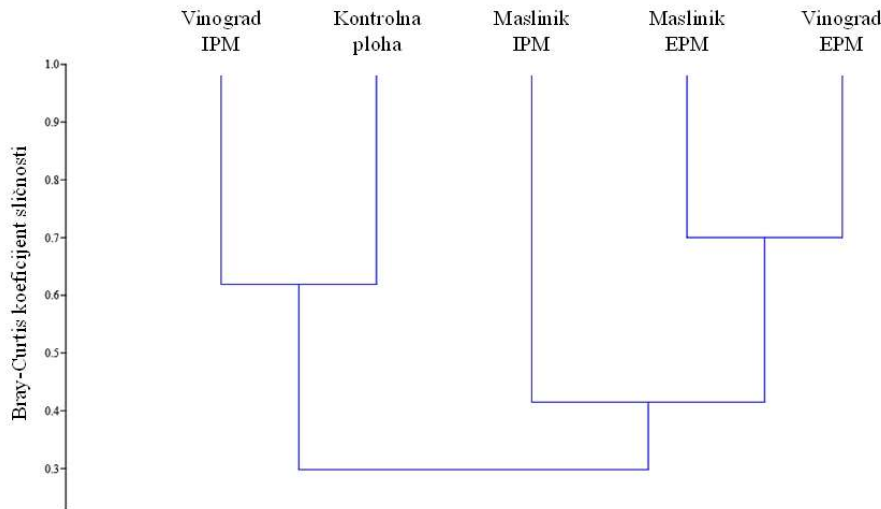 Vinograd
IPM
Kontrolna
ploha
Maslinik
IPM
Maslinik
EPM
Vinograd
EPM
Bray-Curtis koeficijent sličnosti
1.0
0.9
0.8
0.7
0.6
0.5
0.4
0.3